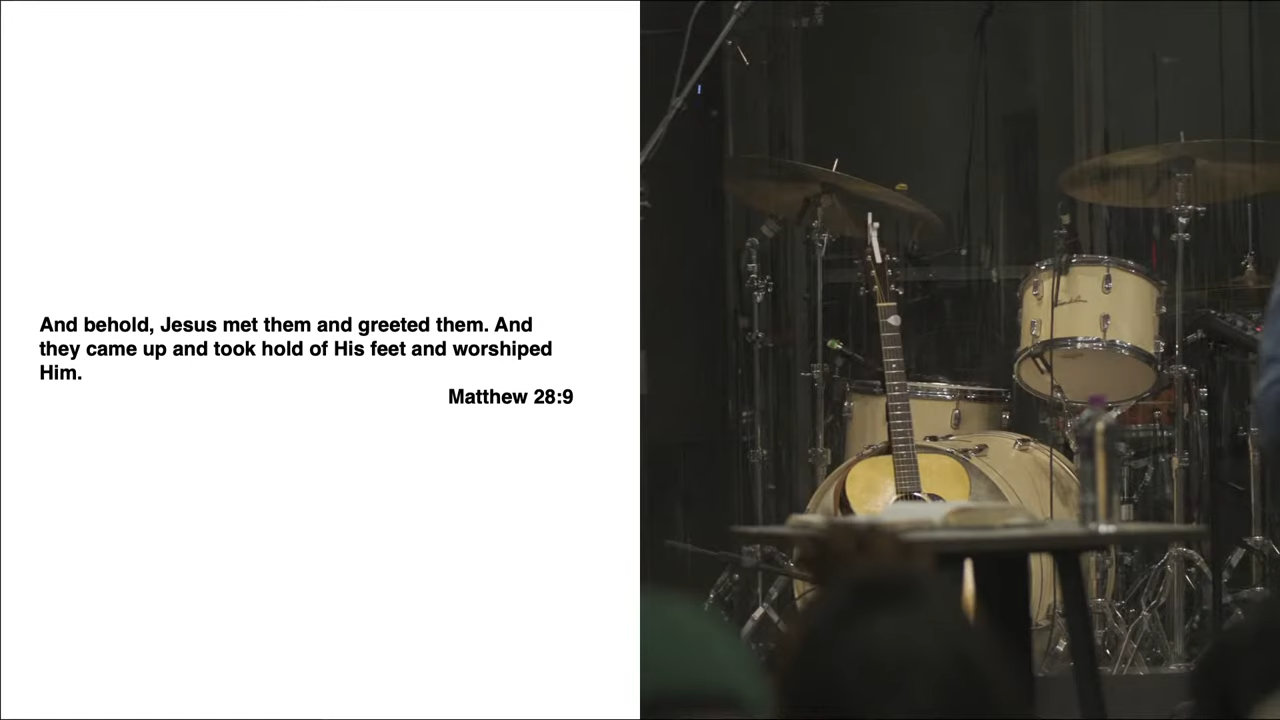 And behold, Jesus met them and greeted them. And
they came up and took hold of His feet and worshiped
Him.
Matthew 28:9